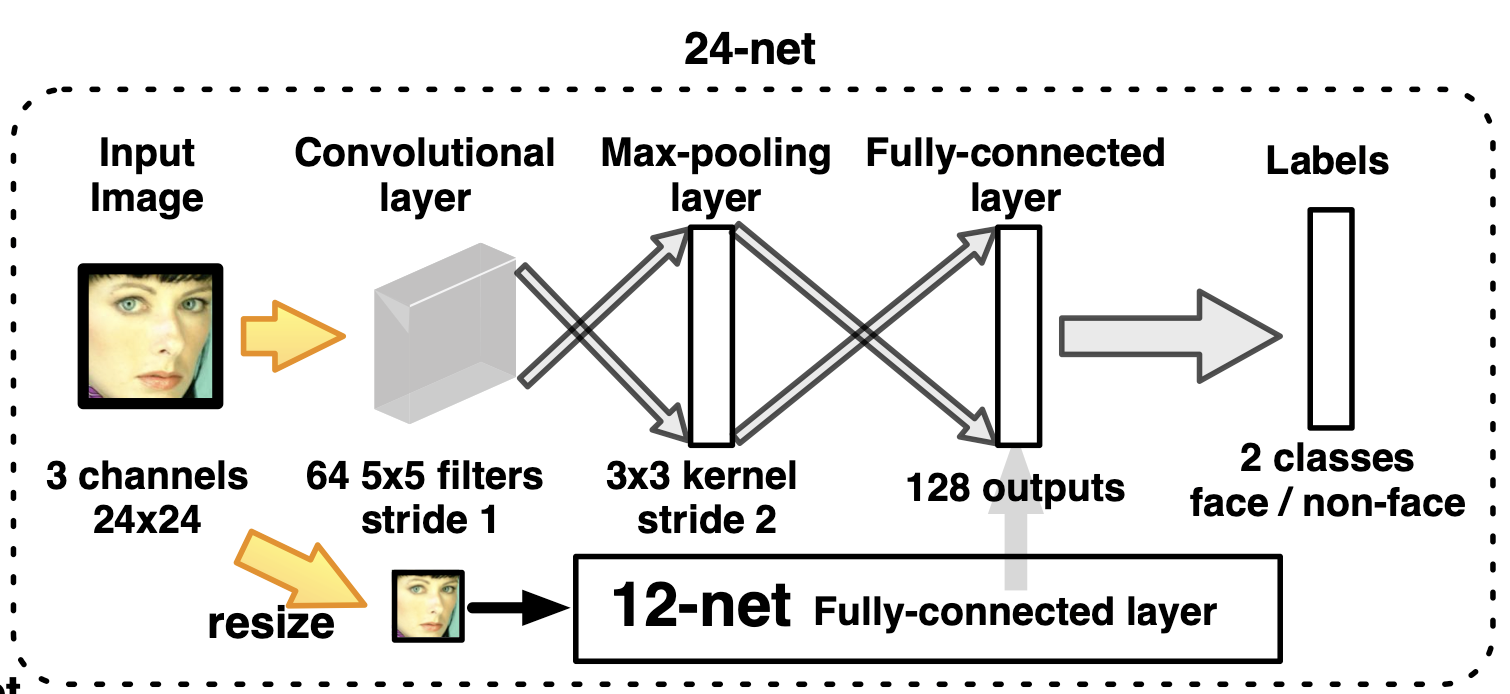 24-net
Input
Image
Convolutional
layer
Max-pooling
layer
Fully-connected
layer
Labels
3 channels
24x24
64 5x5 filters
stride 1
3x3 kernel
stride 2
128 outputs
2 classes
face / non-face
resize
12-net Fully-connected layer